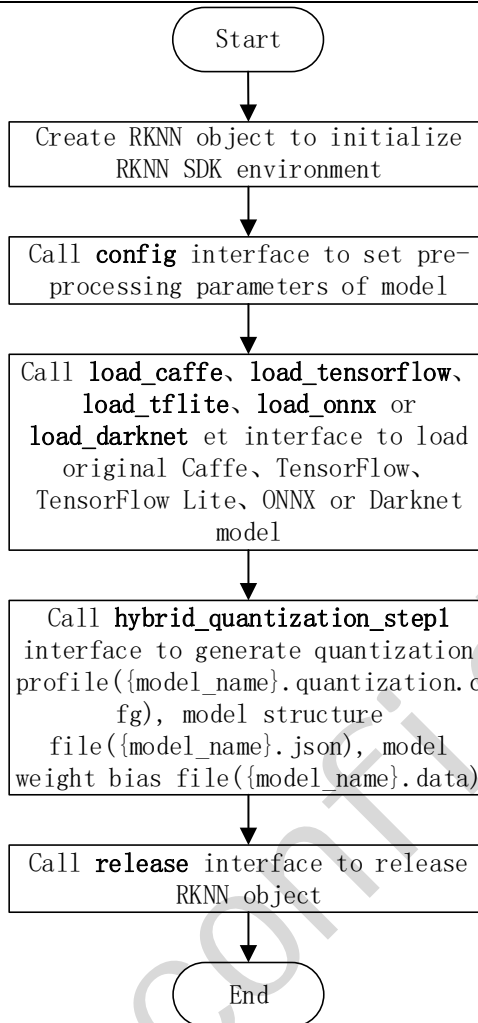 Start
Create RKNN object to initialize
RKNN SDK environment
Call config interface to set pre-
processing parameters of model
Call load_caffe、load_tensorflow、
load_tflite、load_onnx or
load_darknet et interface to load
original Caffe、TensorFlow、
TensorFlow Lite、ONNX or Darknet
model
Call hybrid_quantization_step1
interface to generate quantization
profile({model_name}.quantization.c
fg), model structure
file({model_name}.json), model
weight bias file({model_name}.data)
Call release interface to release
RKNN object
End